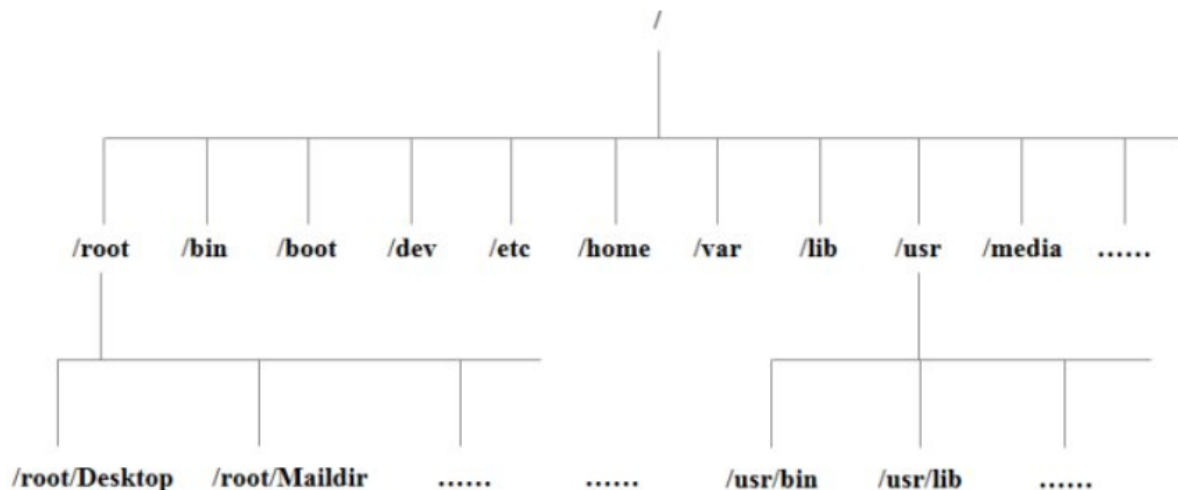 /
/root /bin /boot /dev /etc /home /var /lib /usr /media ……
/root/Desktop /root/Maildir …… …… /usr/bin /usr/lib ……